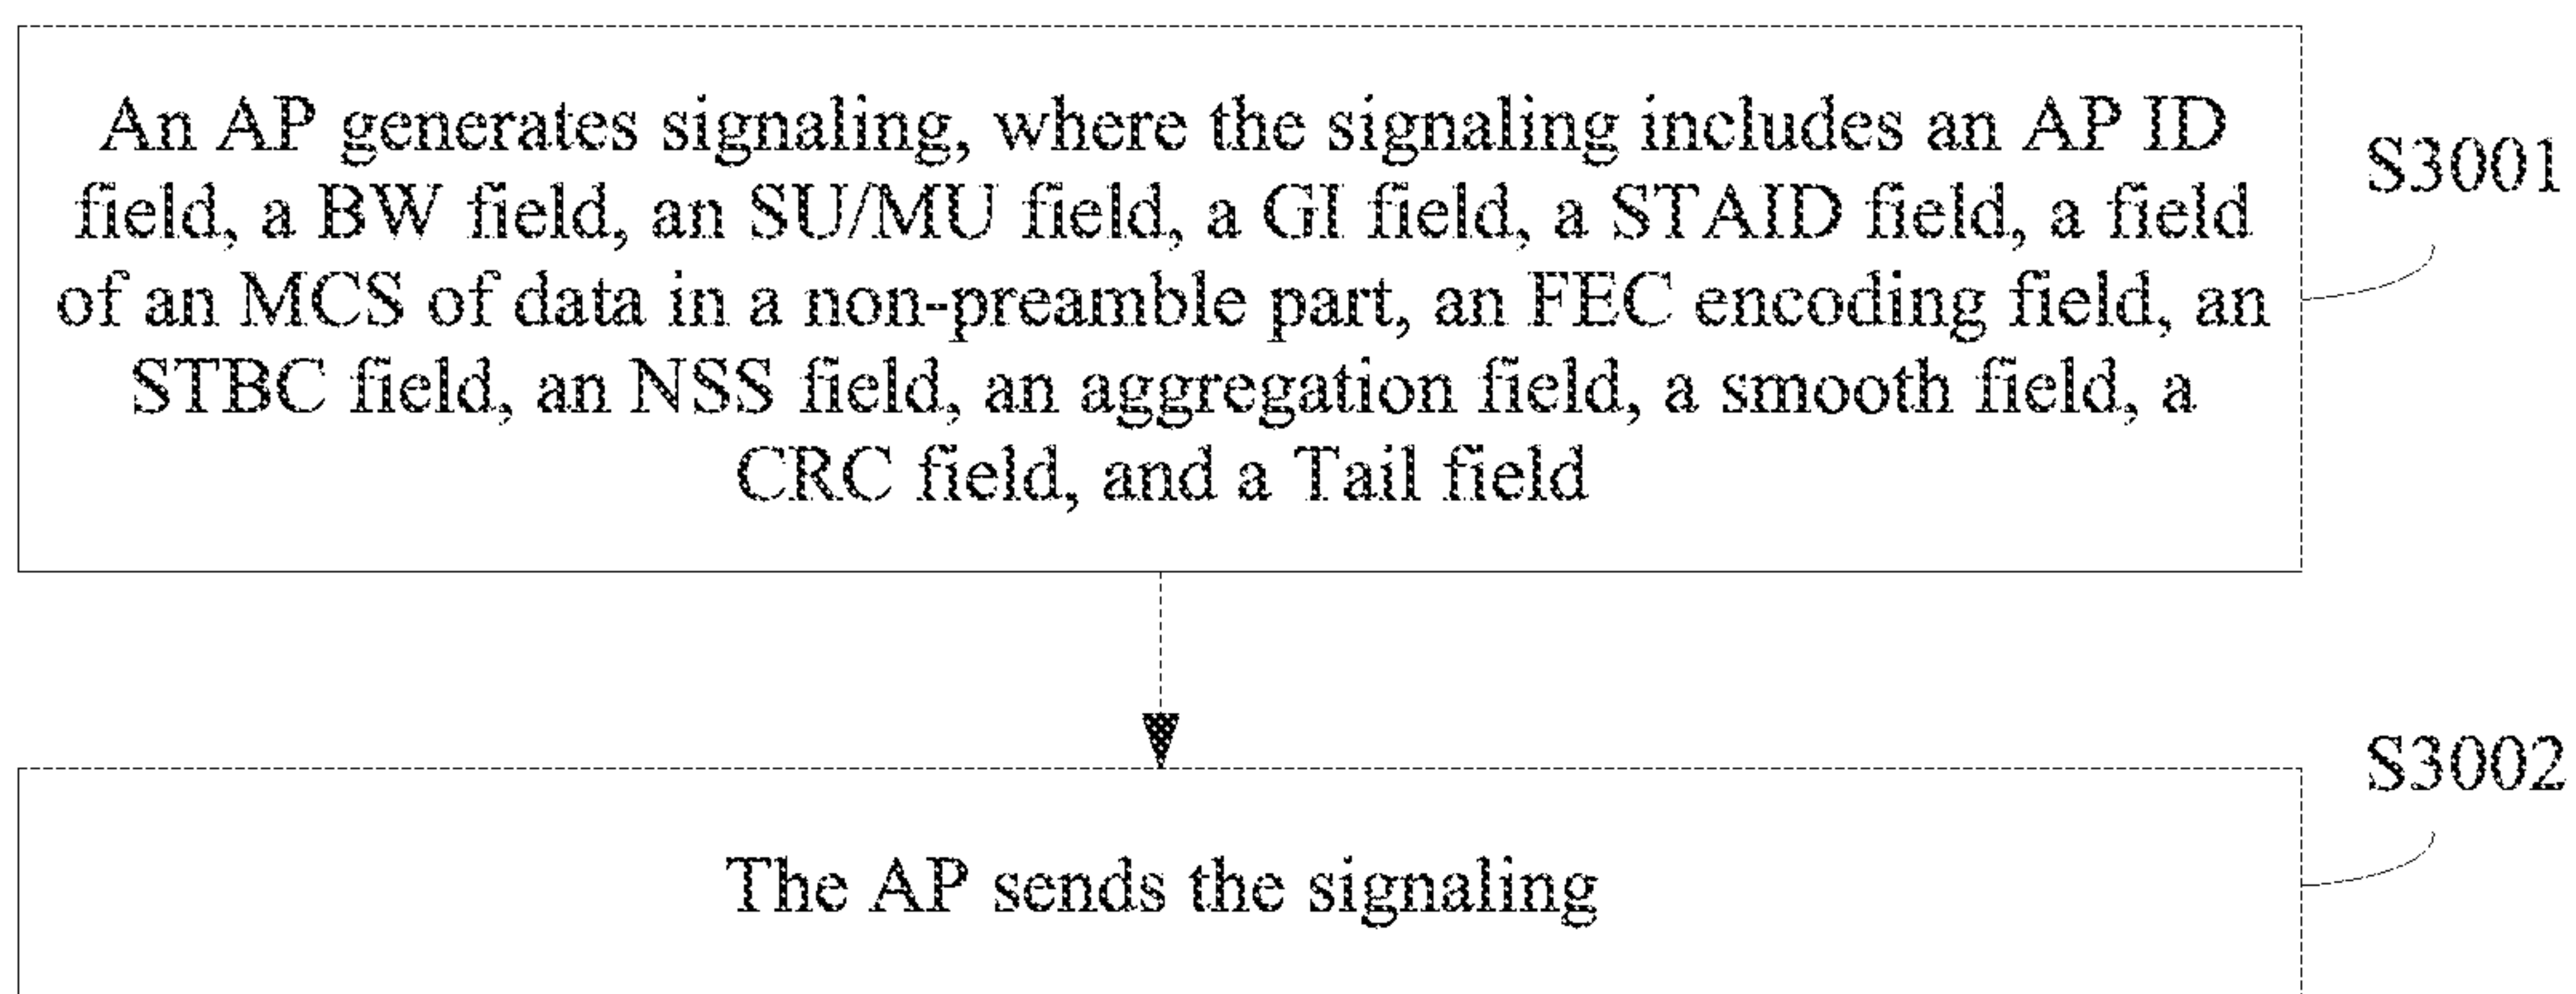 An AP generates signaling, where the signaling includes an AP ID
field, a BW field, an SU/MU field, a GI field, a STAID field, a field
of an MCS of data in a non-preamble part, an FEC encoding field, an
STBC field, an NSS field, an aggregation field, a smooth field, a
CRC field, and a Tail field
S3001
The AP sends the signaling
S3002